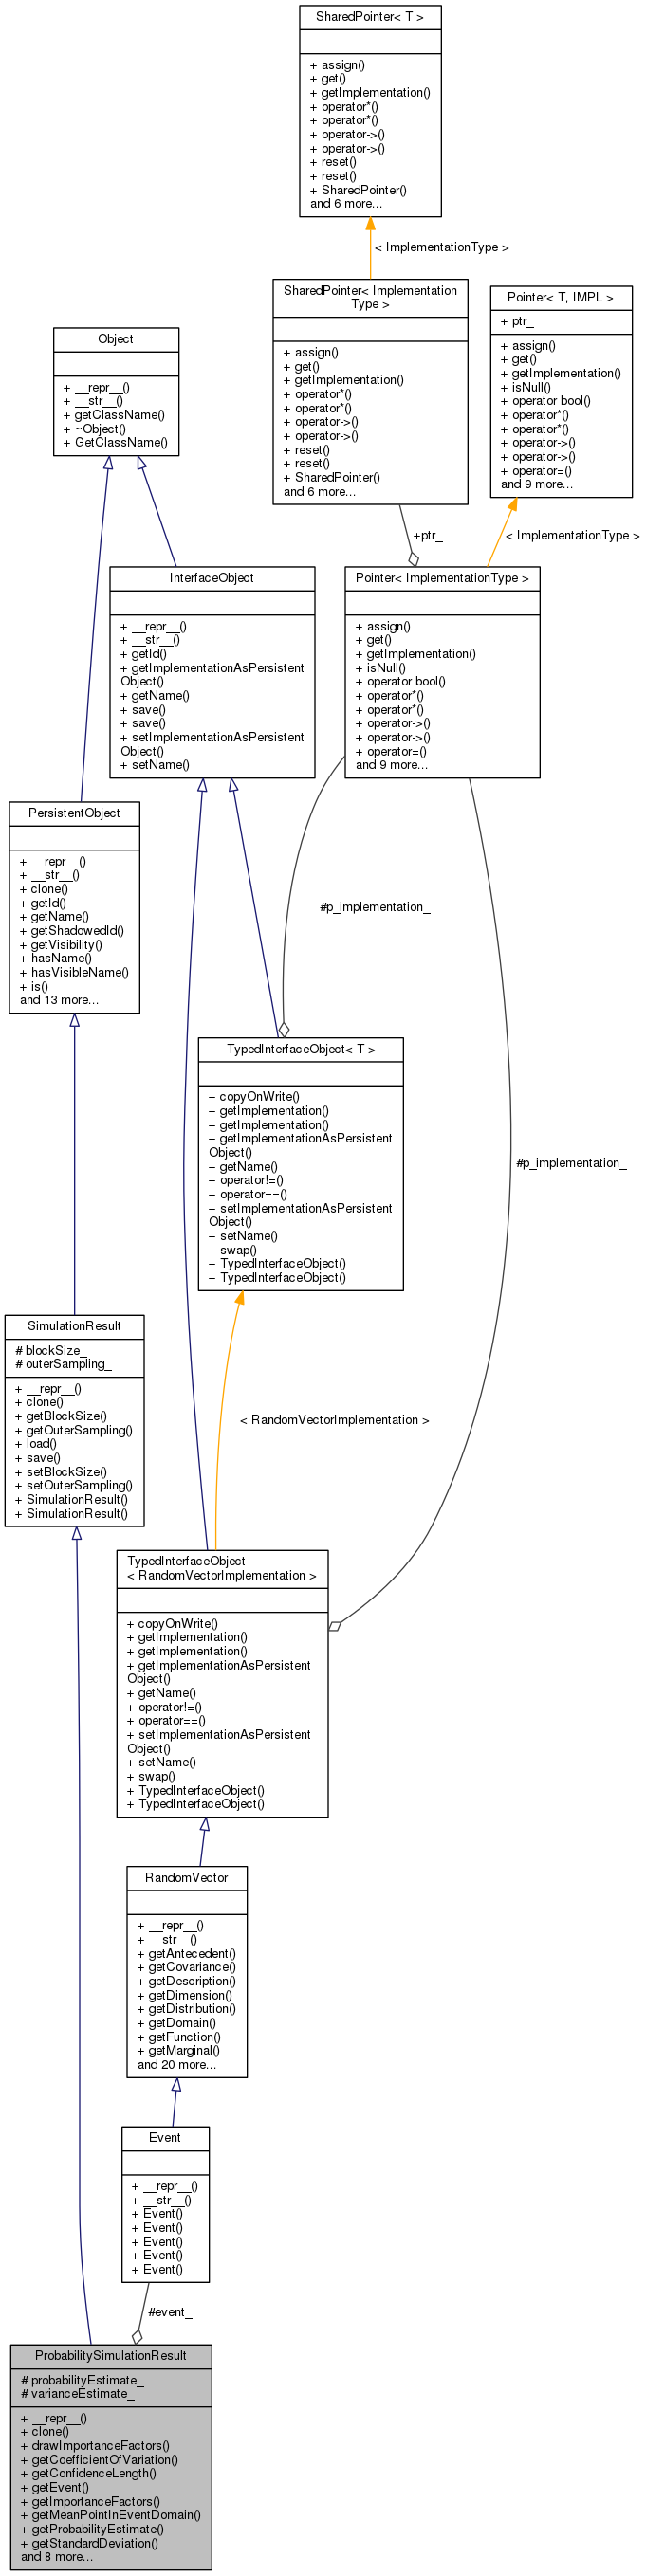 SharedPointer< T >
+ assign()
+ get()
+ getImplementation()
+ operator*()
+ operator*()
+ operator->()
+ operator->()
+ reset()
+ reset()
+ SharedPointer()
and 6 more...
< ImplementationType >
SharedPointer< Implementation
Type >
+ assign()
+ get()
+ getImplementation()
+ operator*()
+ operator*()
+ operator->()
+ operator->()
+ reset()
+ reset()
+ SharedPointer()
and 6 more...
Pointer< T, IMPL >
+ ptr_
+ assign()
+ get()
+ getImplementation()
+ isNull()
+ operator bool()
+ operator*()
+ operator*()
+ operator->()
+ operator->()
+ operator=()
and 9 more...
Object
+ __repr__()
+ __str__()
+ getClassName()
+ ~Object()
+ GetClassName()
+ptr_
< ImplementationType >
InterfaceObject
+ __repr__()
+ __str__()
+ getId()
+ getImplementationAsPersistent
Object()
+ getName()
+ save()
+ save()
+ setImplementationAsPersistent
Object()
+ setName()
Pointer< ImplementationType >
+ assign()
+ get()
+ getImplementation()
+ isNull()
+ operator bool()
+ operator*()
+ operator*()
+ operator->()
+ operator->()
+ operator=()
and 9 more...
PersistentObject
+ __repr__()
+ __str__()
+ clone()
+ getId()
+ getName()
+ getShadowedId()
+ getVisibility()
+ hasName()
+ hasVisibleName()
+ is()
and 13 more...
#p_implementation_
TypedInterfaceObject< T >
+ copyOnWrite()
+ getImplementation()
+ getImplementation()
+ getImplementationAsPersistent
Object()
+ getName()
+ operator!=()
+ operator==()
+ setImplementationAsPersistent
Object()
+ setName()
+ swap()
+ TypedInterfaceObject()
+ TypedInterfaceObject()
#p_implementation_
SimulationResult
# blockSize_
# outerSampling_
+ __repr__()
+ clone()
+ getBlockSize()
+ getOuterSampling()
+ load()
+ save()
+ setBlockSize()
+ setOuterSampling()
+ SimulationResult()
+ SimulationResult()
< RandomVectorImplementation >
TypedInterfaceObject
< RandomVectorImplementation >
+ copyOnWrite()
+ getImplementation()
+ getImplementation()
+ getImplementationAsPersistent
Object()
+ getName()
+ operator!=()
+ operator==()
+ setImplementationAsPersistent
Object()
+ setName()
+ swap()
+ TypedInterfaceObject()
+ TypedInterfaceObject()
RandomVector
+ __repr__()
+ __str__()
+ getAntecedent()
+ getCovariance()
+ getDescription()
+ getDimension()
+ getDistribution()
+ getDomain()
+ getFunction()
+ getMarginal()
and 20 more...
Event
+ __repr__()
+ __str__()
+ Event()
+ Event()
+ Event()
+ Event()
+ Event()
#event_
ProbabilitySimulationResult
# probabilityEstimate_
# varianceEstimate_
+ __repr__()
+ clone()
+ drawImportanceFactors()
+ getCoefficientOfVariation()
+ getConfidenceLength()
+ getEvent()
+ getImportanceFactors()
+ getMeanPointInEventDomain()
+ getProbabilityEstimate()
+ getStandardDeviation()
and 8 more...